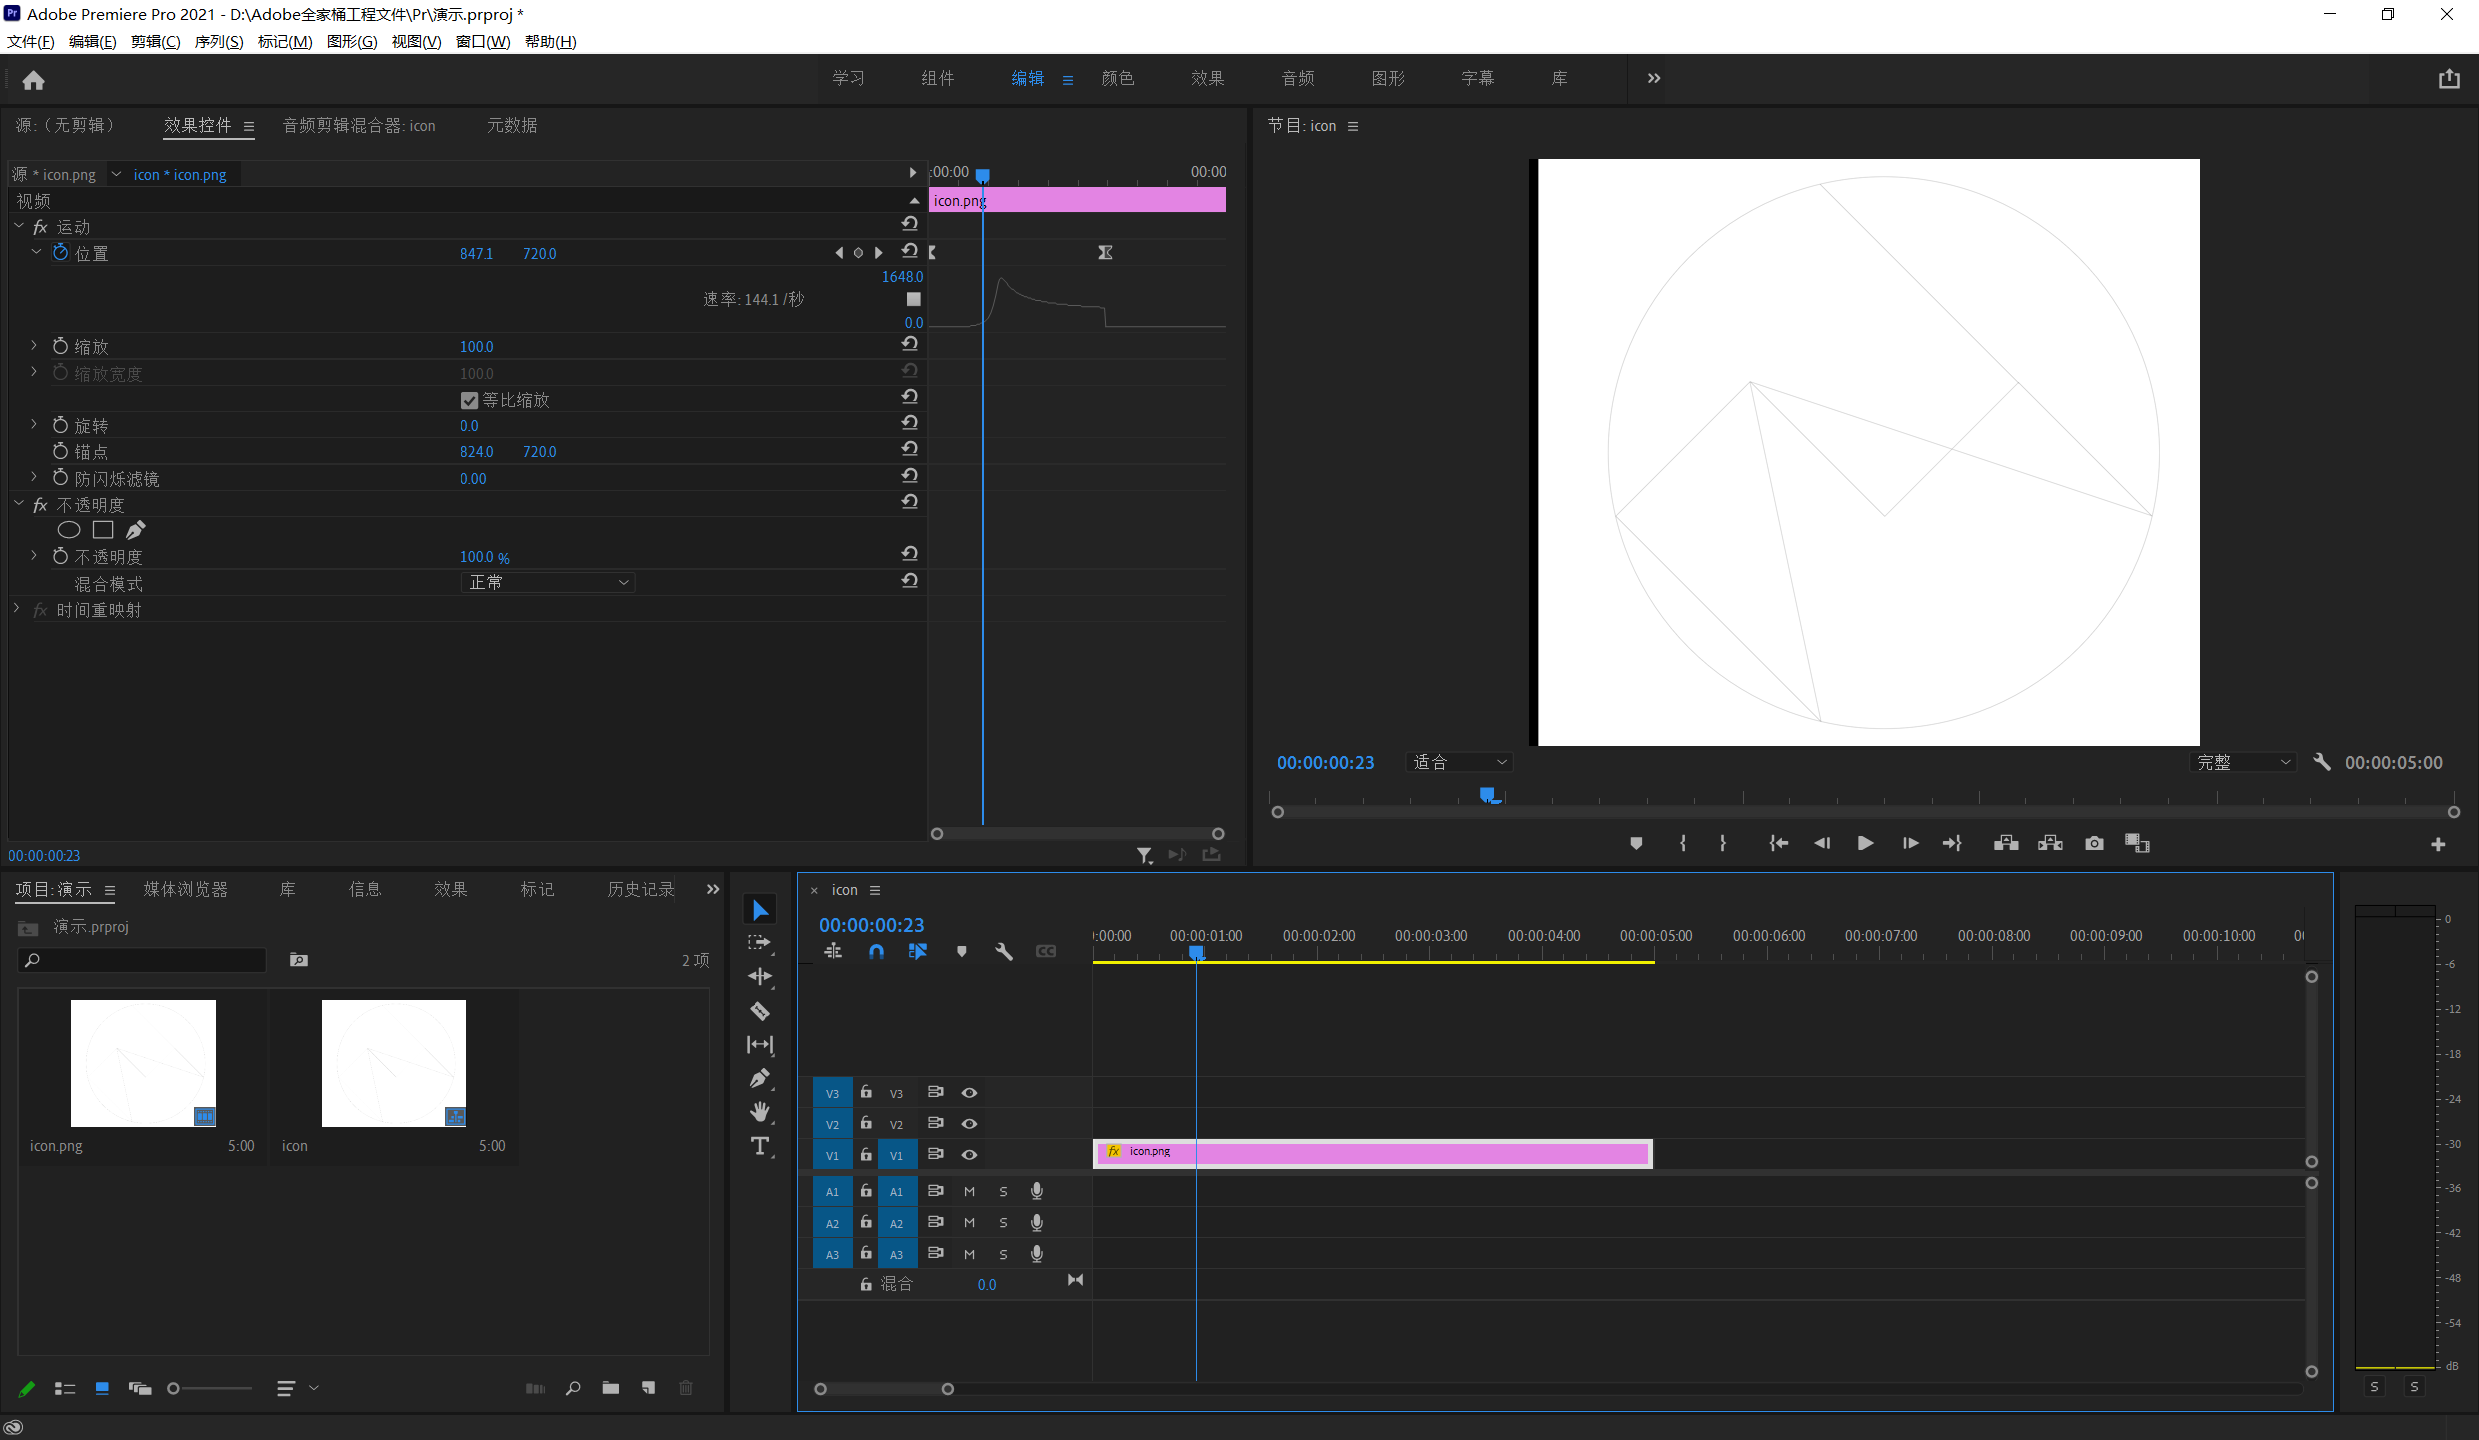 Adobe Premiere Pro 2021 - D:\Adobe全家桶工程文件\Pr\演示.prproj *
文件(F) 编辑(E) 剪辑(C) 序列(S) 标记(M) 图形(G) 视图(V) 窗口(W) 帮助(H)
学习 组件 编辑 颜色 效果 音频 图形 字幕 库
源:（无剪辑） 效果控件 音频剪辑混合器: icon 元数据
源 * icon.png icon * icon.png
:00:00 00:00
视频
icon.png
fx 运动
位置 847.1 720.0
1648.0
速率: 144.1 /秒
0.0
缩放 100.0
缩放宽度 100.0
等比缩放
旋转 0.0
锚点 824.0 720.0
防闪烁滤镜 0.00
fx 不透明度
不透明度 100.0 %
混合模式 正常
fx 时间重映射
00:00:00:23
节目: icon
00:00:00:23 适合 完整 00:00:05:00
项目: 演示 媒体浏览器 库 信息 效果 标记 历史记录
演示.prproj
2 项
icon.png 5:00
icon 5:00
icon
00:00:00:23
:00:00 00:00:01:00 00:00:02:00 00:00:03:00 00:00:04:00 00:00:05:00 00:00:06:00 00:00:07:00 00:00:08:00 00:00:09:00 00:00:10:00
V3 V3
V2 V2
V1 V1
fx icon.png
A1 A1 M S
A2 A2 M S
A3 A3 M S
混合 0.0
0
-6
-12
-18
-24
-30
-36
-42
-48
-54
dB
S S